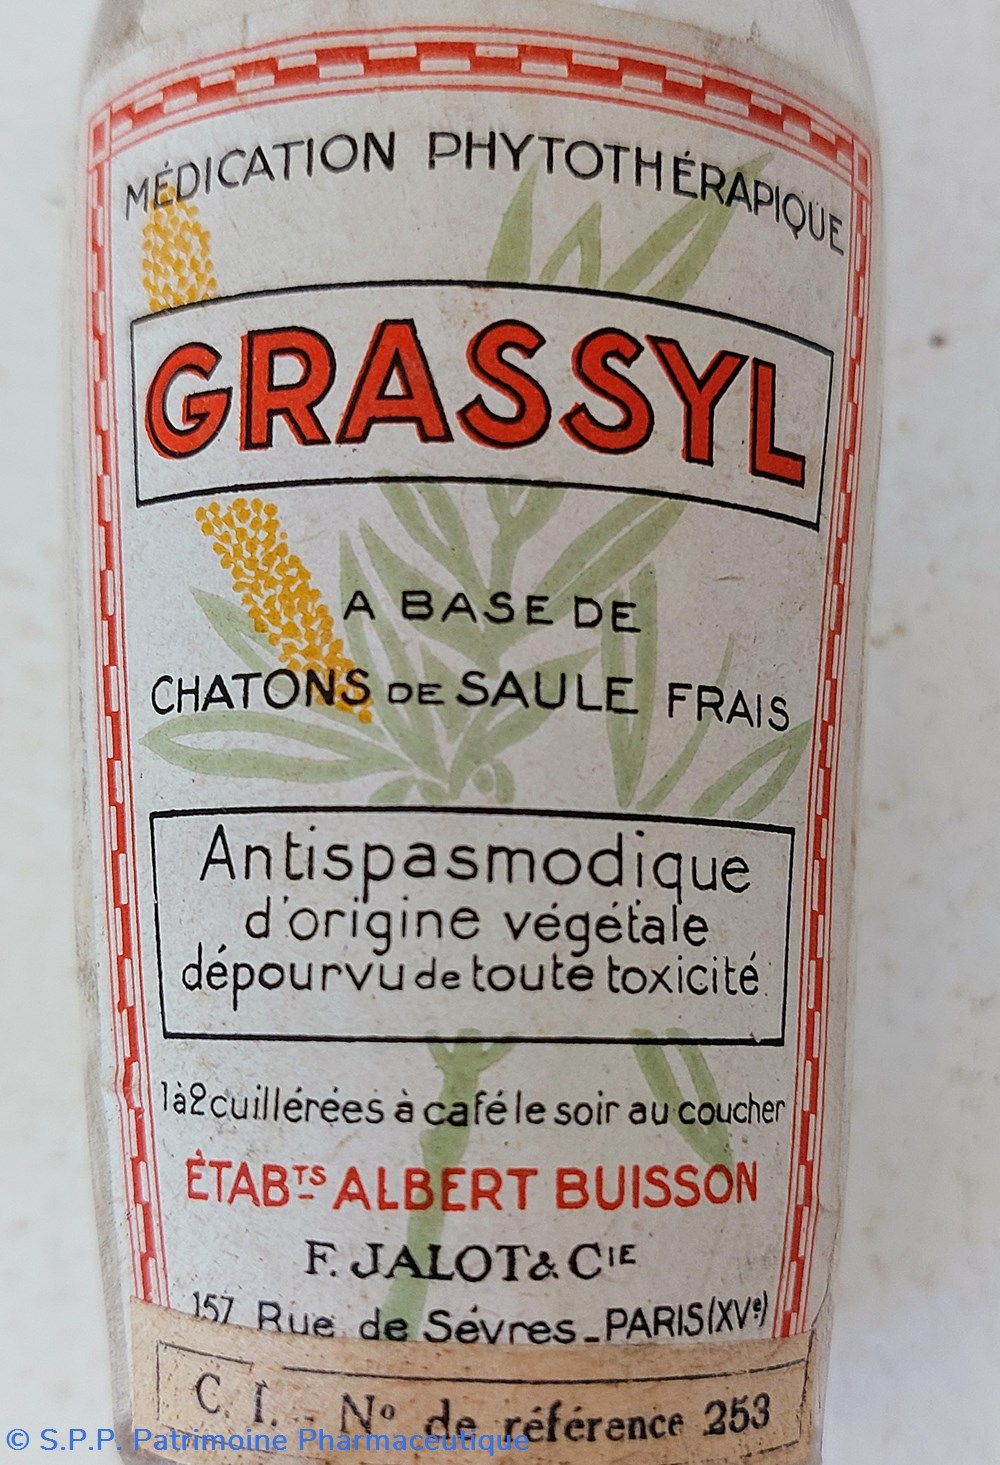 MÉDICATION PHYTOTHÉRAPIQUE
GRASSYL
A BASE DE
CHATONS DE SAULE FRAIS
Antispasmodique
d'origine végétale
dépourvu de toute toxicité.
1 à 2 cuillérées à café le soir au coucher
ÉTABTS ALBERT BUISSON
F. JALOT & CIE
157 Rue de Sévres _ PARIS (XVe)
C. I. - No de référence 253
© S.P.P. Patrimoine Pharmaceutique